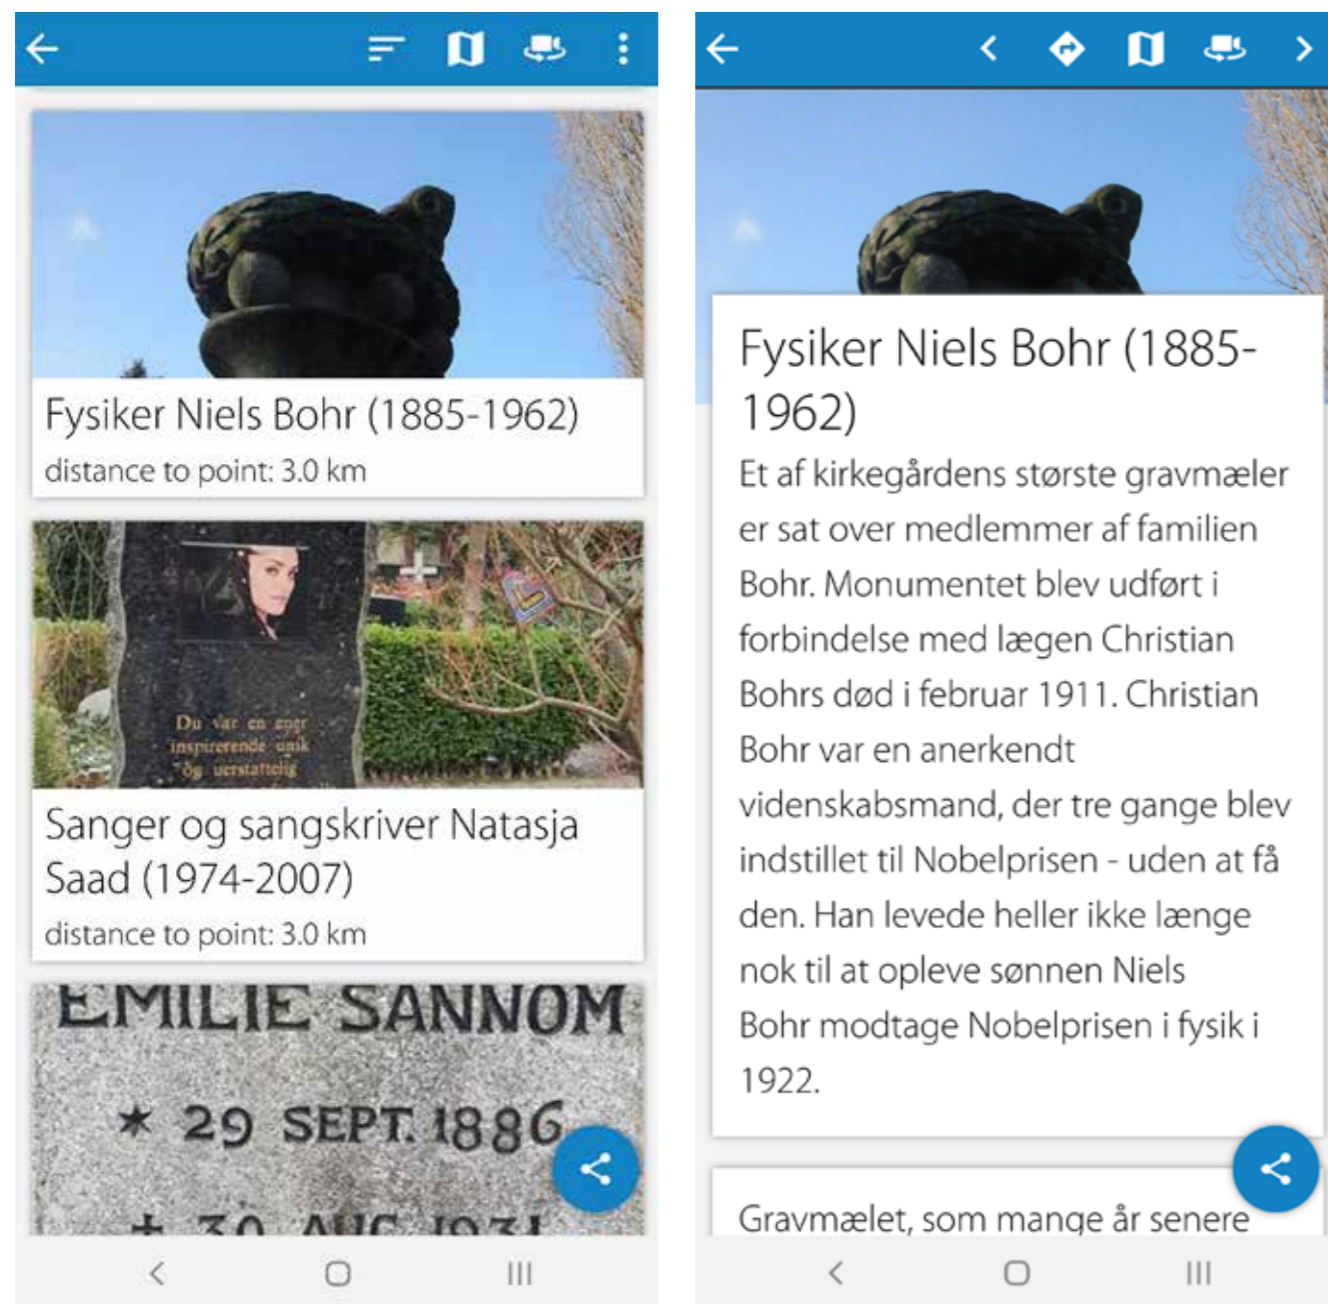 Fysiker Niels Bohr (1885-1962)
distance to point: 3.0 km
Du var en ener
inspirerende unik
og uerstattelig
Sanger og sangskriver Natasja
Saad (1974-2007)
distance to point: 3.0 km
EMILIE SANNOM
* 29 SEPT. 1886
+ 30 AUG 1931
Fysiker Niels Bohr (1885-
1962)
Et af kirkegårdens største gravmæler
er sat over medlemmer af familien
Bohr. Monumentet blev udført i
forbindelse med lægen Christian
Bohrs død i februar 1911. Christian
Bohr var en anerkendt
videnskabsmand, der tre gange blev
indstillet til Nobelprisen - uden at få
den. Han levede heller ikke længe
nok til at opleve sønnen Niels
Bohr modtage Nobelprisen i fysik i
1922.
Gravmælet, som mange år senere